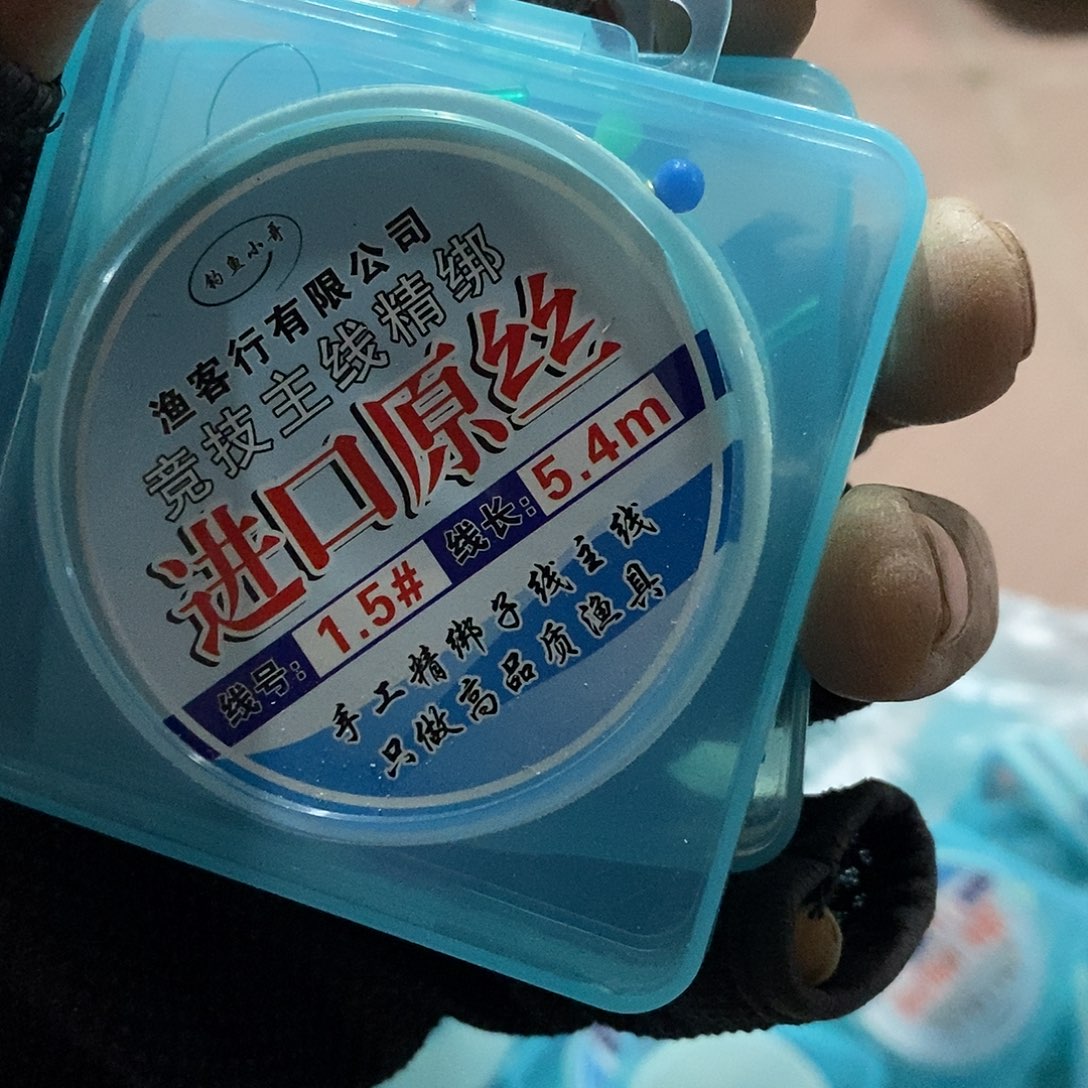 钓鱼小哥
渔客行有限公司
竞技主线精绑
进口原丝
线号: 1.5# 线长: 5.4m
手工精绑子线主线
只做高品质渔具